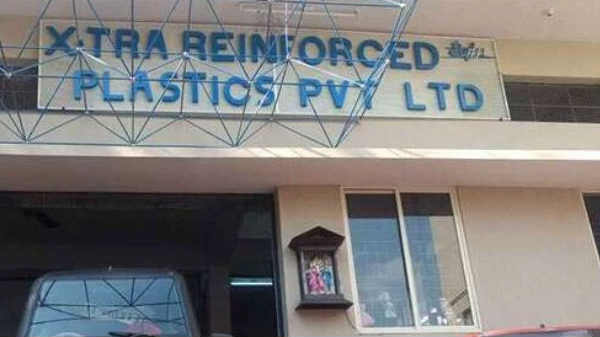 X-TRA REINFORCED
PLASTICS PVT LTD